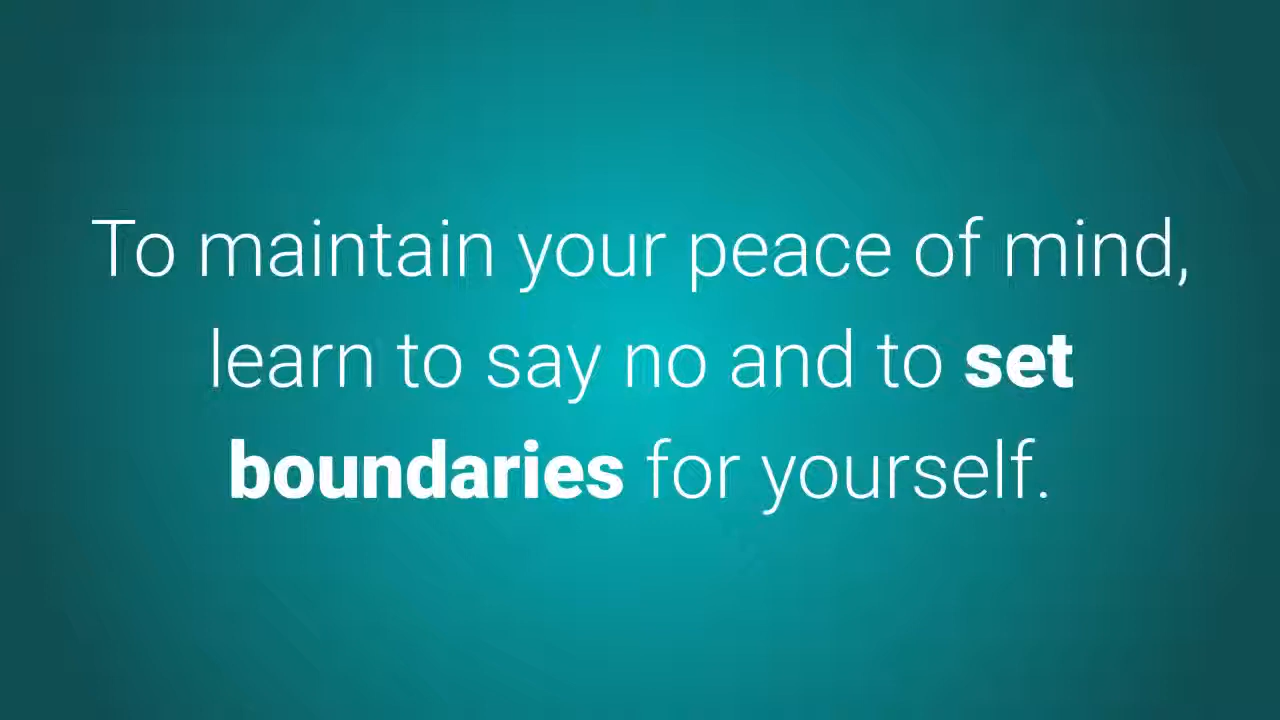 To maintain your peace of mind,
learn to say no and to set
boundaries for yourself.